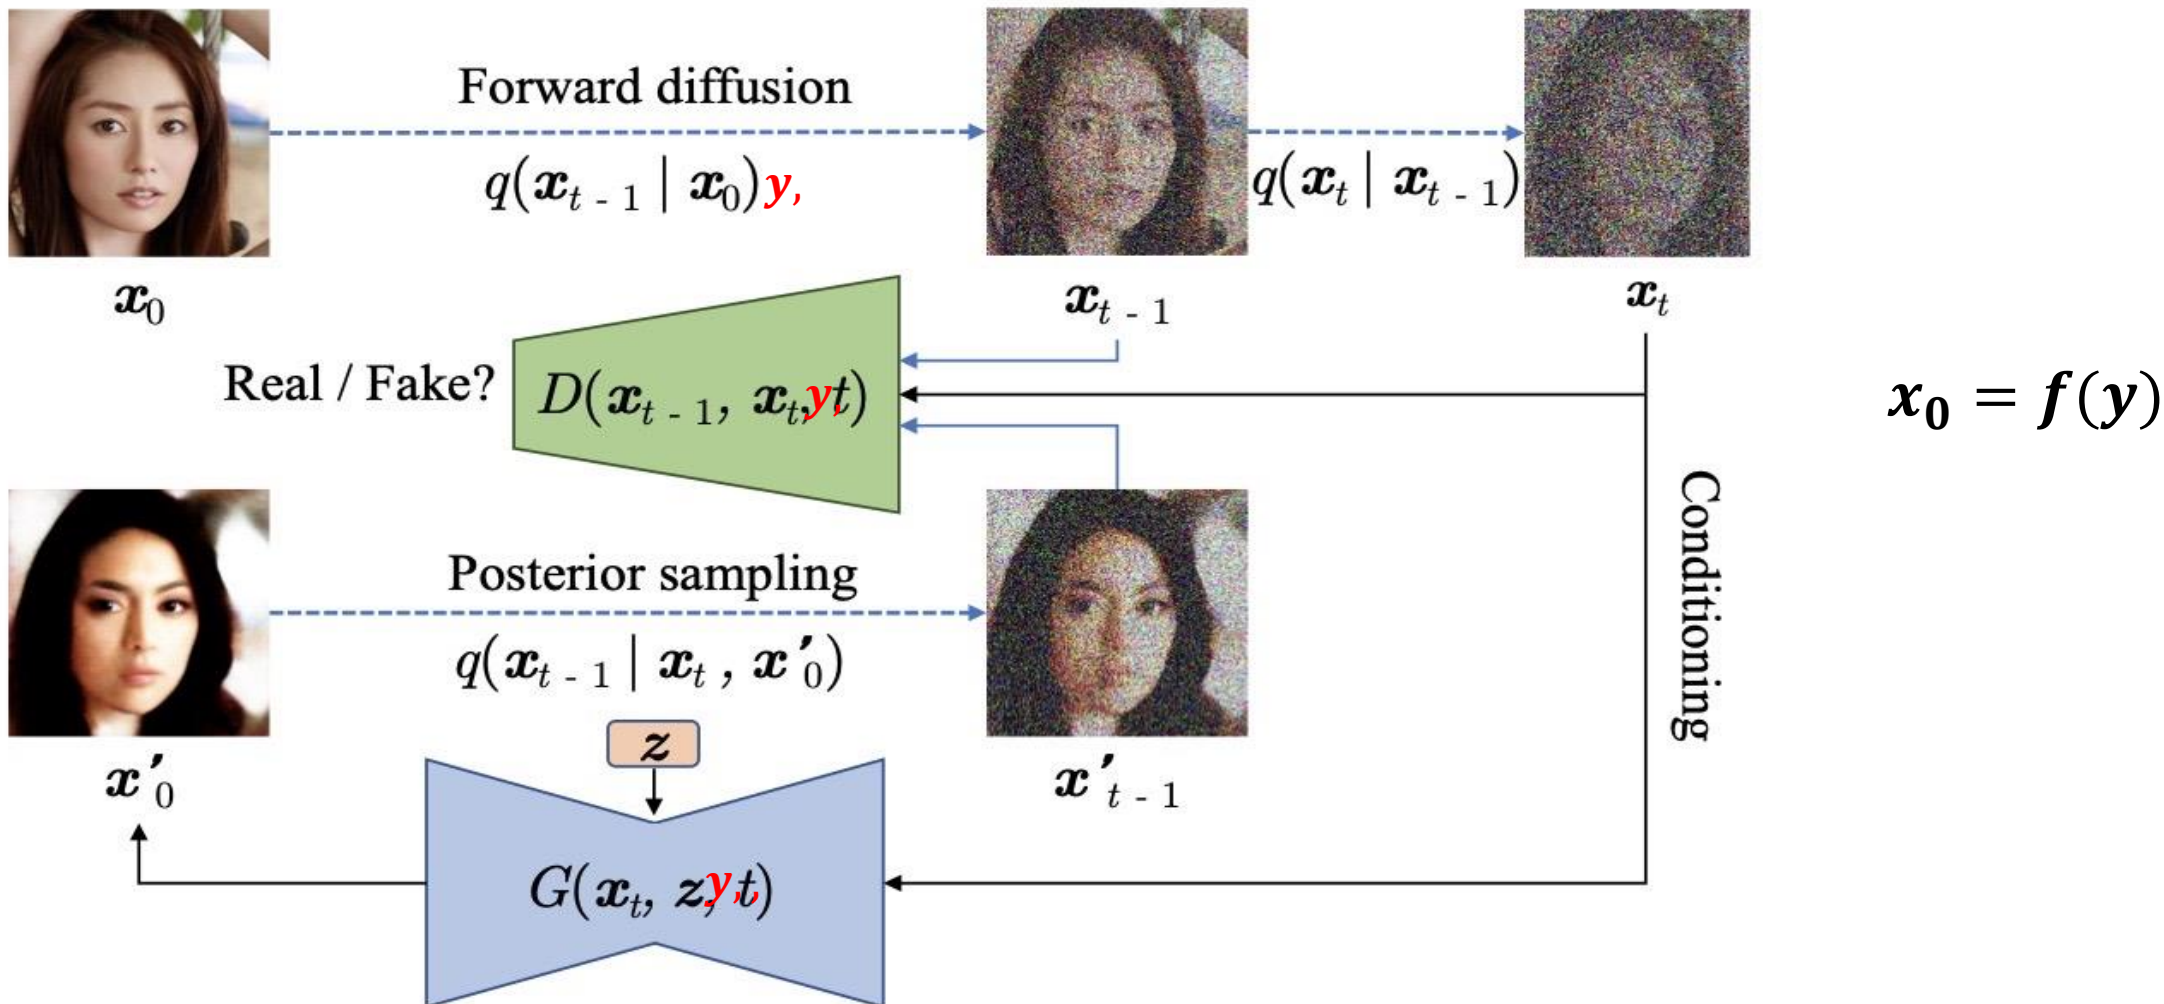 Forward diffusion
q(x_{t - 1} | x_0)y,
q(x_t | x_{t - 1})
x_0
x_{t - 1}
x_t
Real / Fake?
D(x_{t - 1}, x_t,y,t)
x_0 = f(y)
Conditioning
Posterior sampling
q(x_{t - 1} | x_t , x'_0)
z
x'_0
x'_{t - 1}
G(x_t, z,y,,t)